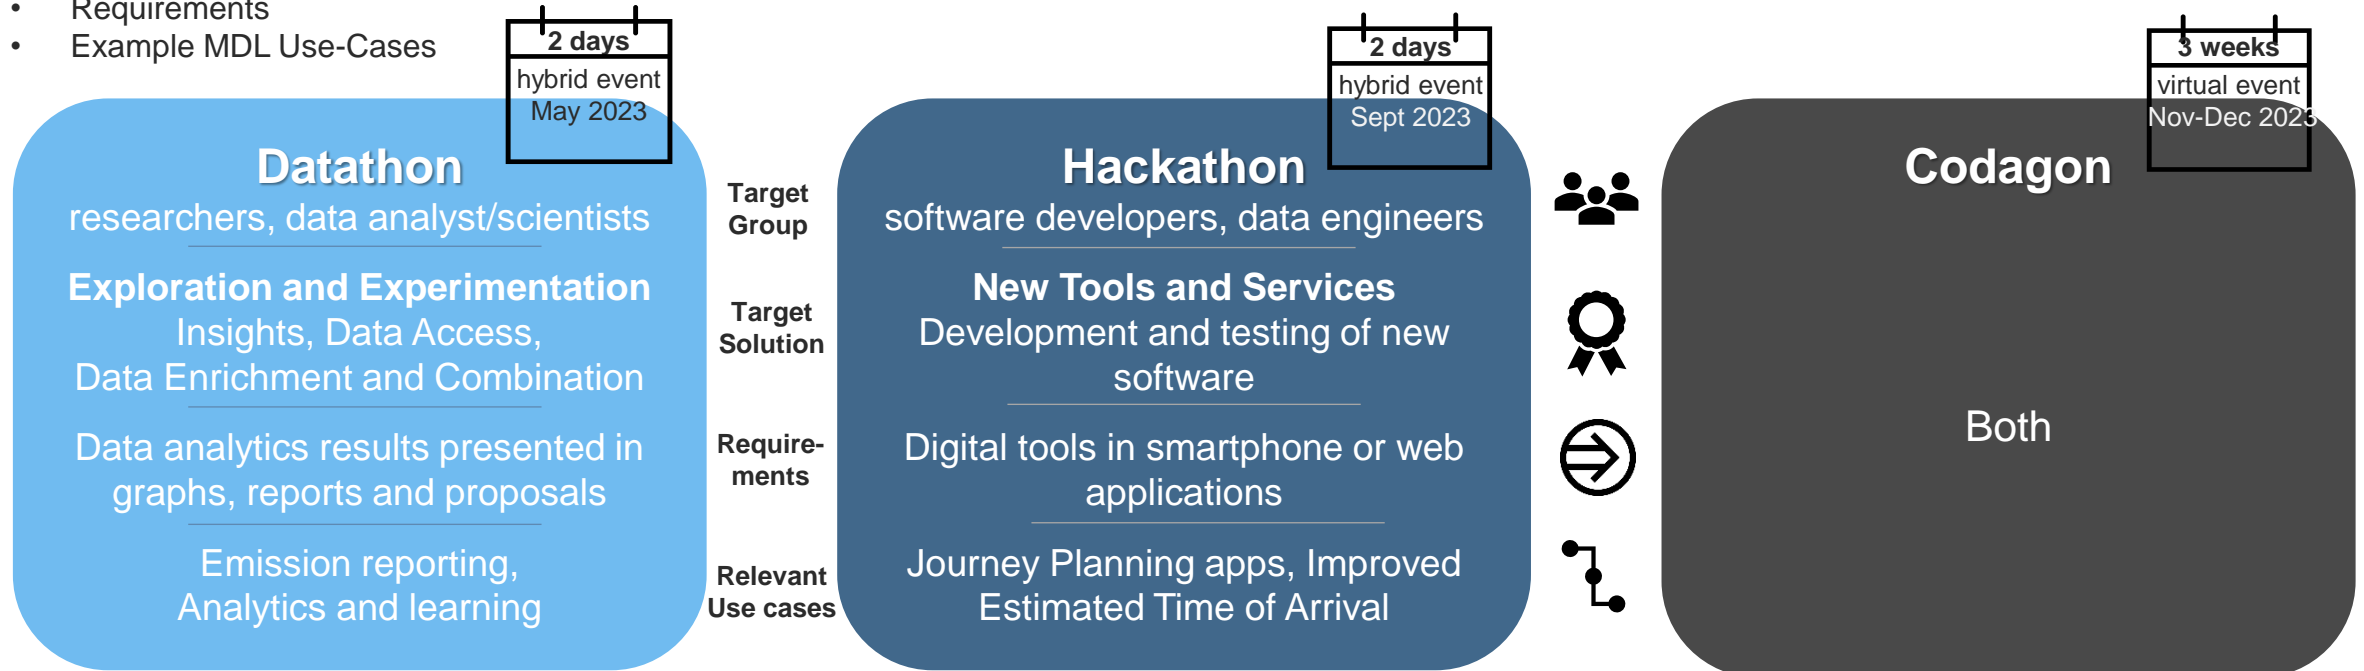 • Requirements
• Example MDL Use-Cases
2 days
hybrid event
May 2023
Datathon
researchers, data analyst/scientists
Exploration and Experimentation
Insights, Data Access,
Data Enrichment and Combination
Data analytics results presented in
graphs, reports and proposals
Emission reporting,
Analytics and learning
Target
Group
Target
Solution
Require-
ments
Relevant
Use cases
2 days
hybrid event
Sept 2023
Hackathon
software developers, data engineers
New Tools and Services
Development and testing of new
software
Digital tools in smartphone or web
applications
Journey Planning apps, Improved
Estimated Time of Arrival
3 weeks
virtual event
Nov-Dec 2023
Codagon
Both